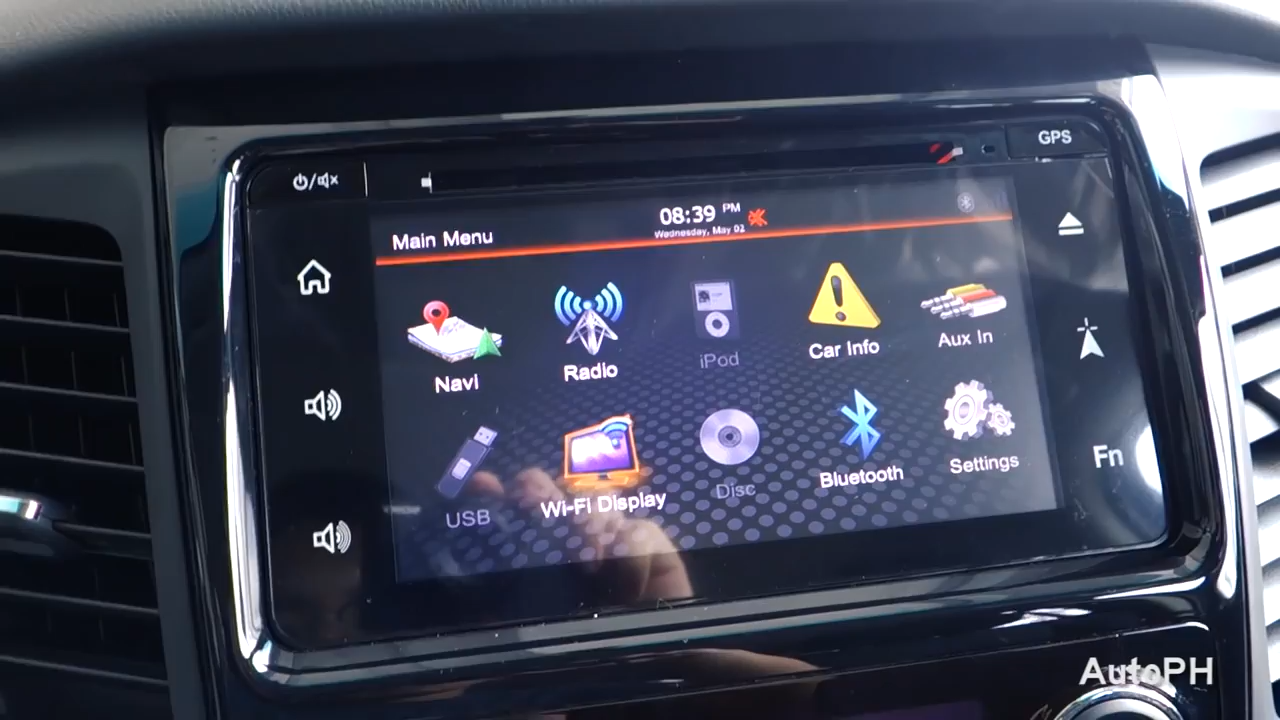 GPS
08:39 PM
Main Menu
Wednesday, May 02
Navi
Radio
iPod
Car Info
Aux In
USB
Wi-Fi Display
Disc
Bluetooth
Settings
Fn
AutoPH